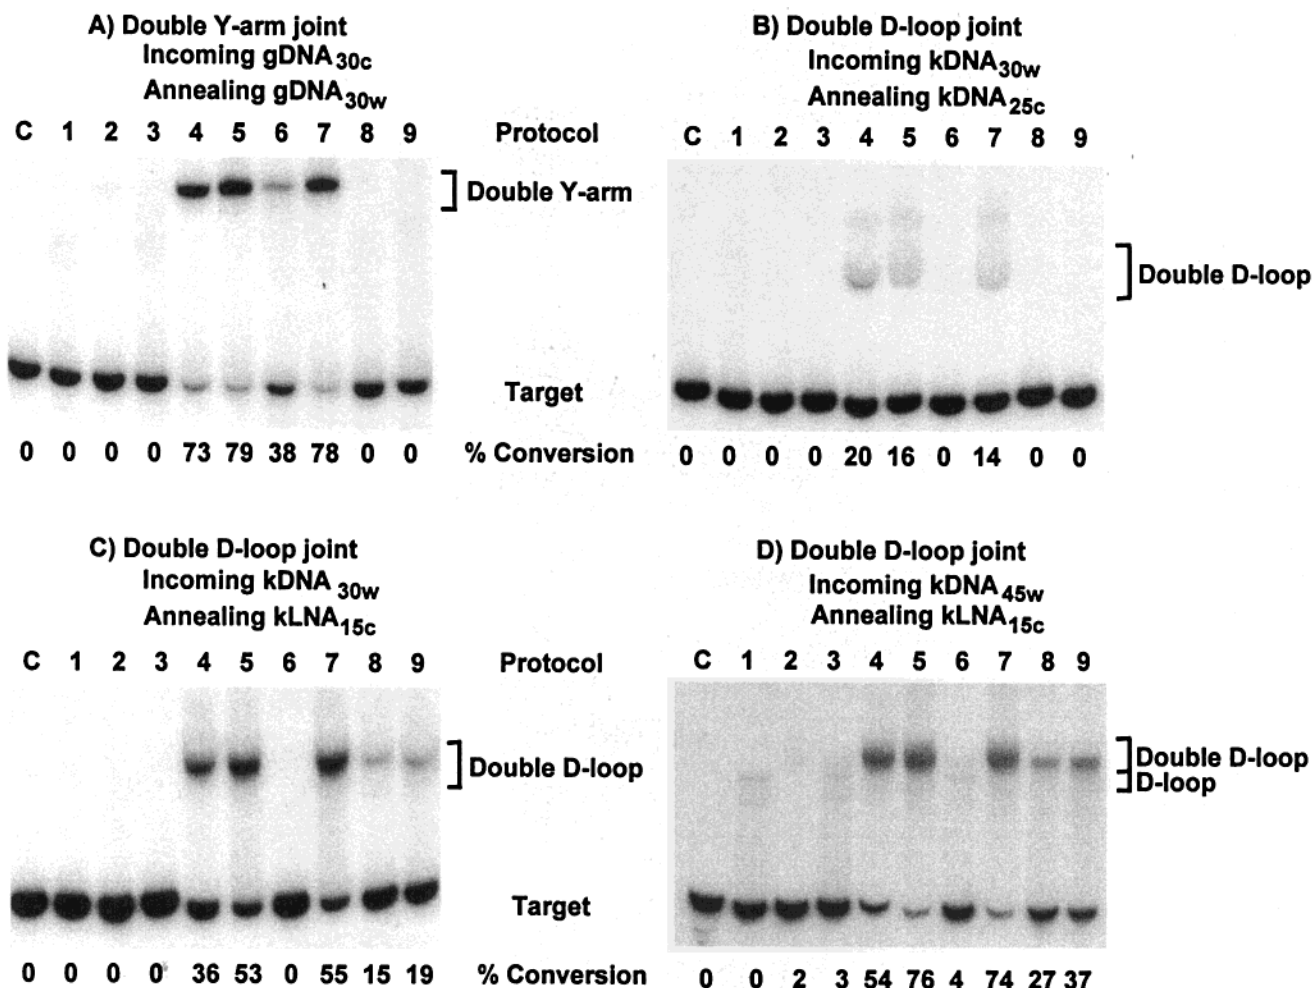 A) Double Y-arm joint
Incoming gDNA30c
Annealing gDNA30w
C 1 2 3 4 5 6 7 8 9
Protocol
Double Y-arm
Target
0 0 0 0 73 79 38 78 0 0
% Conversion
B) Double D-loop joint
Incoming kDNA30w
Annealing kDNA25c
C 1 2 3 4 5 6 7 8 9
Double D-loop
0 0 0 0 20 16 0 14 0 0
C) Double D-loop joint
Incoming kDNA30w
Annealing kLNA15c
C 1 2 3 4 5 6 7 8 9
Protocol
Double D-loop
Target
0 0 0 0 36 53 0 55 15 19
% Conversion
D) Double D-loop joint
Incoming kDNA45w
Annealing kLNA15c
C 1 2 3 4 5 6 7 8 9
Double D-loop
D-loop
0 0 2 3 54 76 4 74 27 37